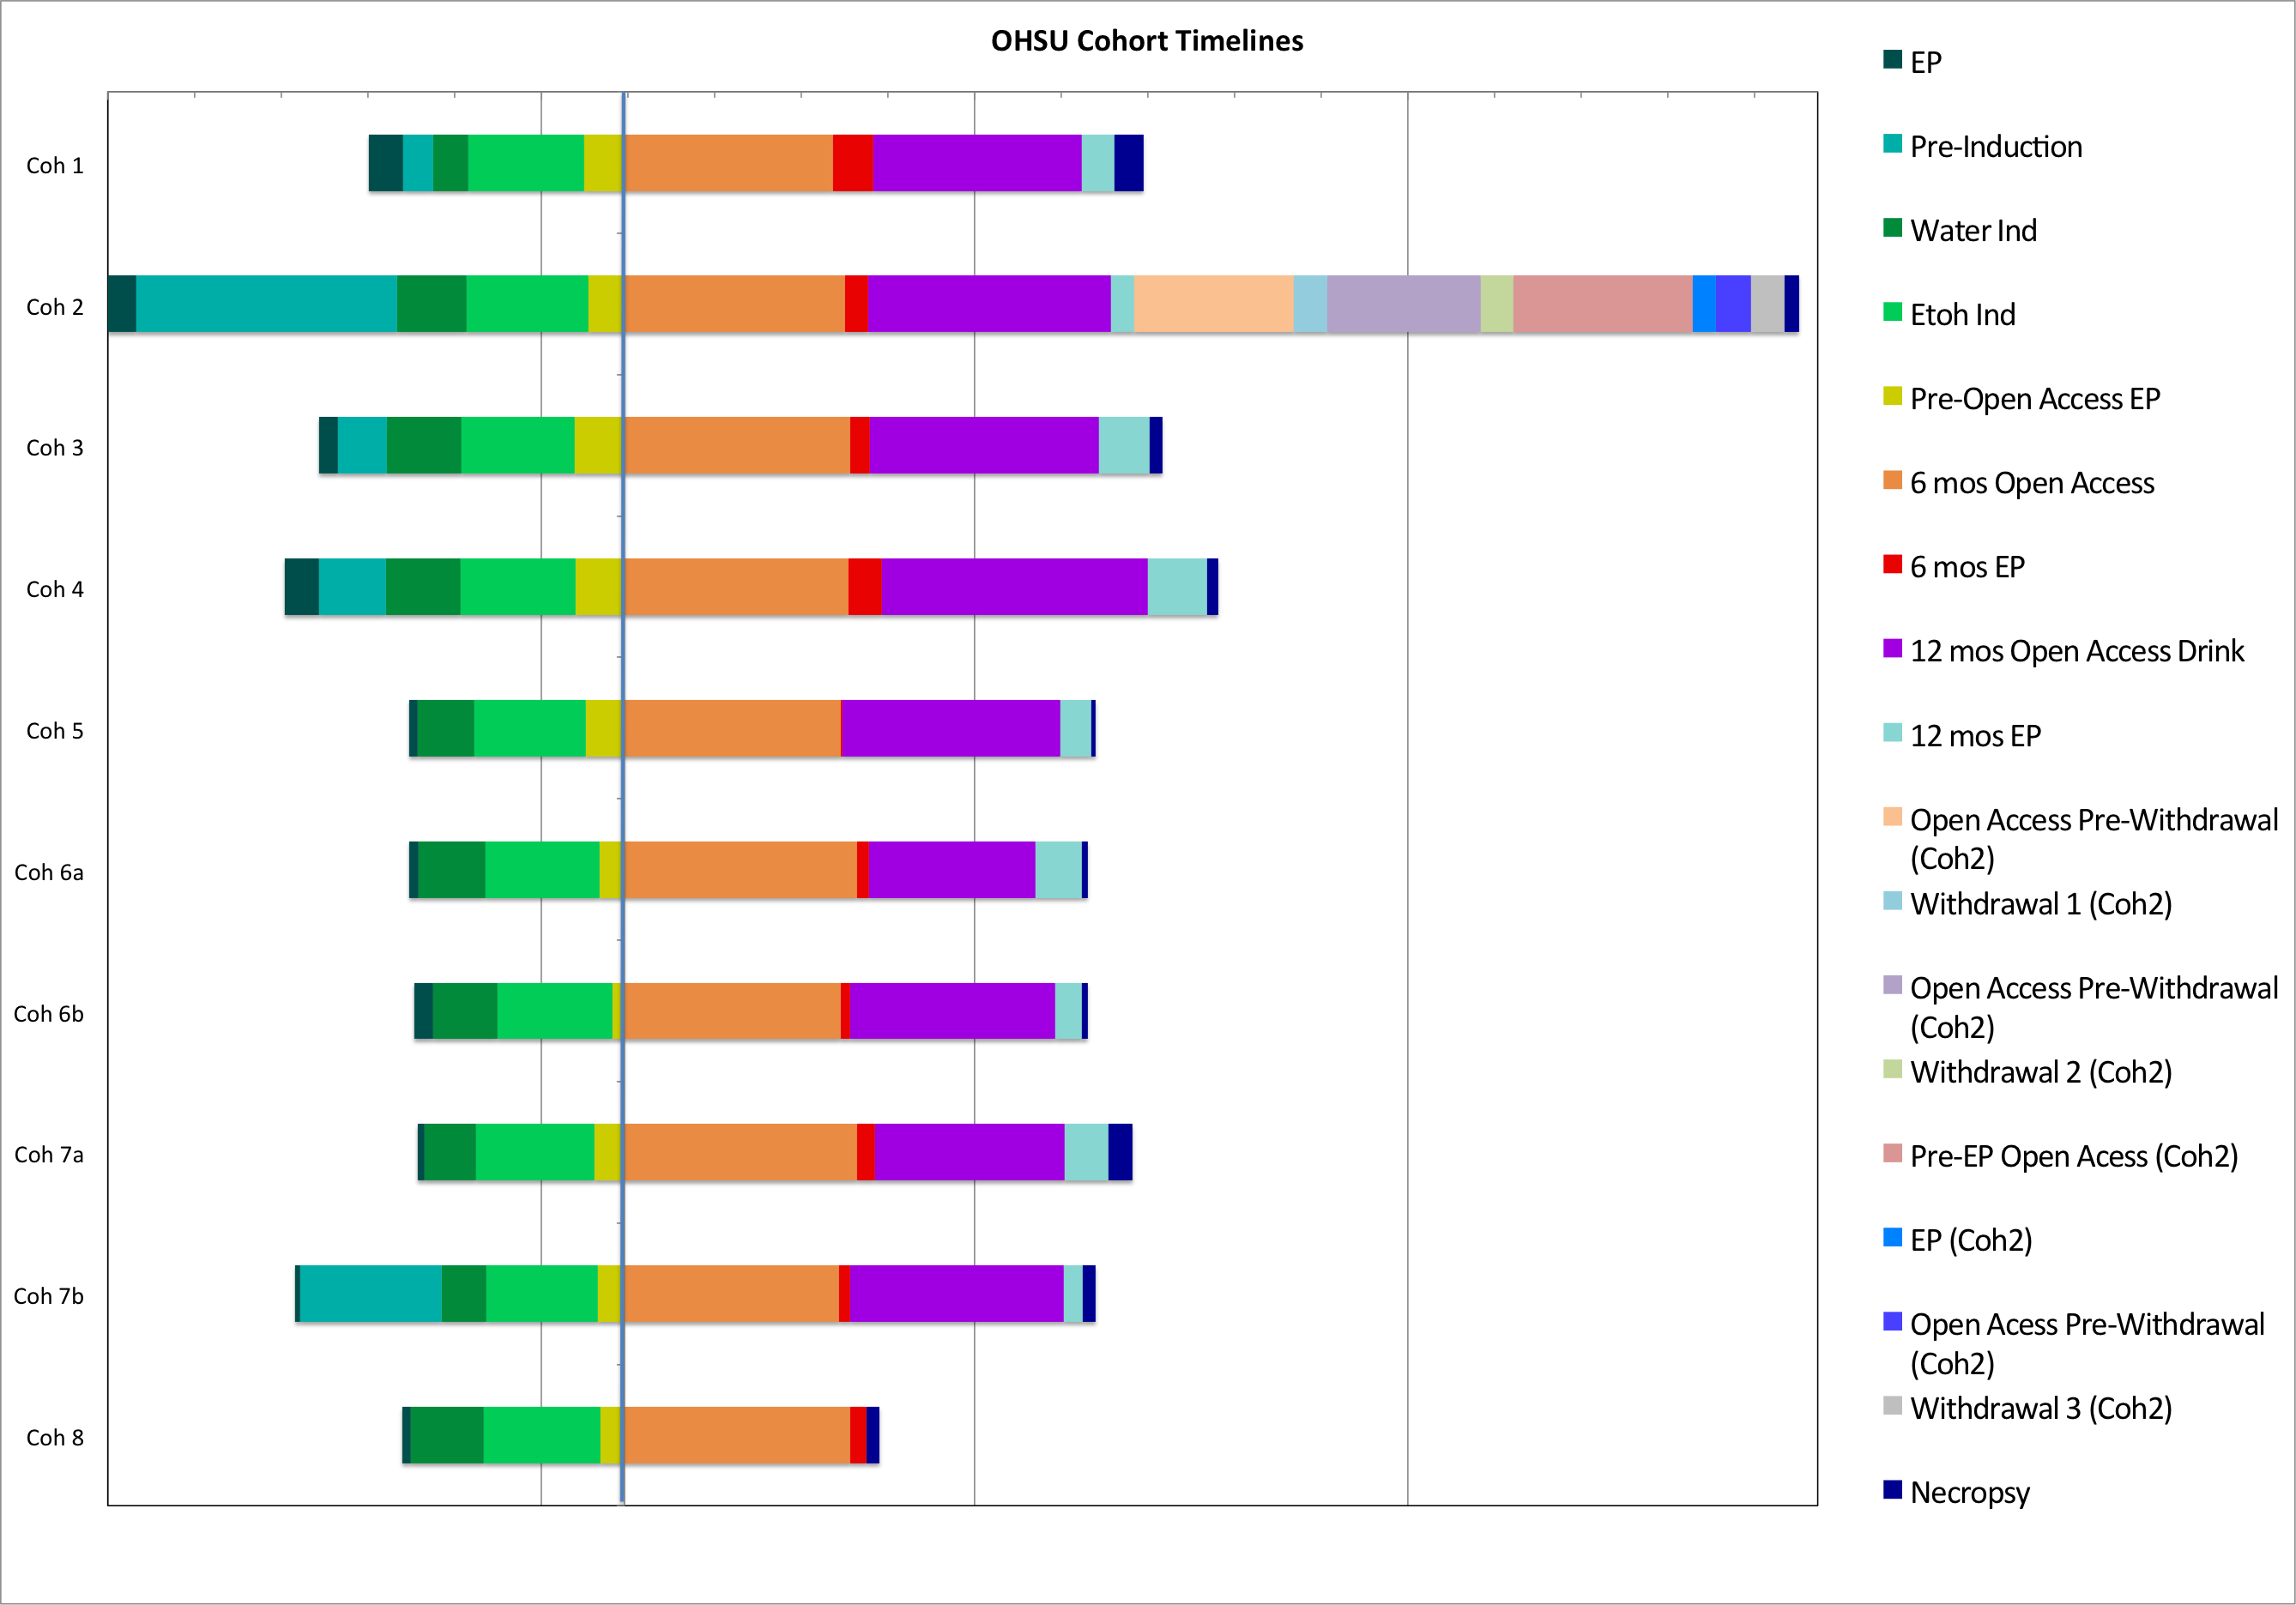 OHSU Cohort Timelines
Coh 1
Coh 2
Coh 3
Coh 4
Coh 5
Coh 6a
Coh 6b
Coh 7a
Coh 7b
Coh 8
EP
Pre-Induction
Water Ind
Etoh Ind
Pre-Open Access EP
6 mos Open Access
6 mos EP
12 mos Open Access Drink
12 mos EP
Open Access Pre-Withdrawal
(Coh2)
Withdrawal 1 (Coh2)
Open Access Pre-Withdrawal
(Coh2)
Withdrawal 2 (Coh2)
Pre-EP Open Acess (Coh2)
EP (Coh2)
Open Acess Pre-Withdrawal
(Coh2)
Withdrawal 3 (Coh2)
Necropsy